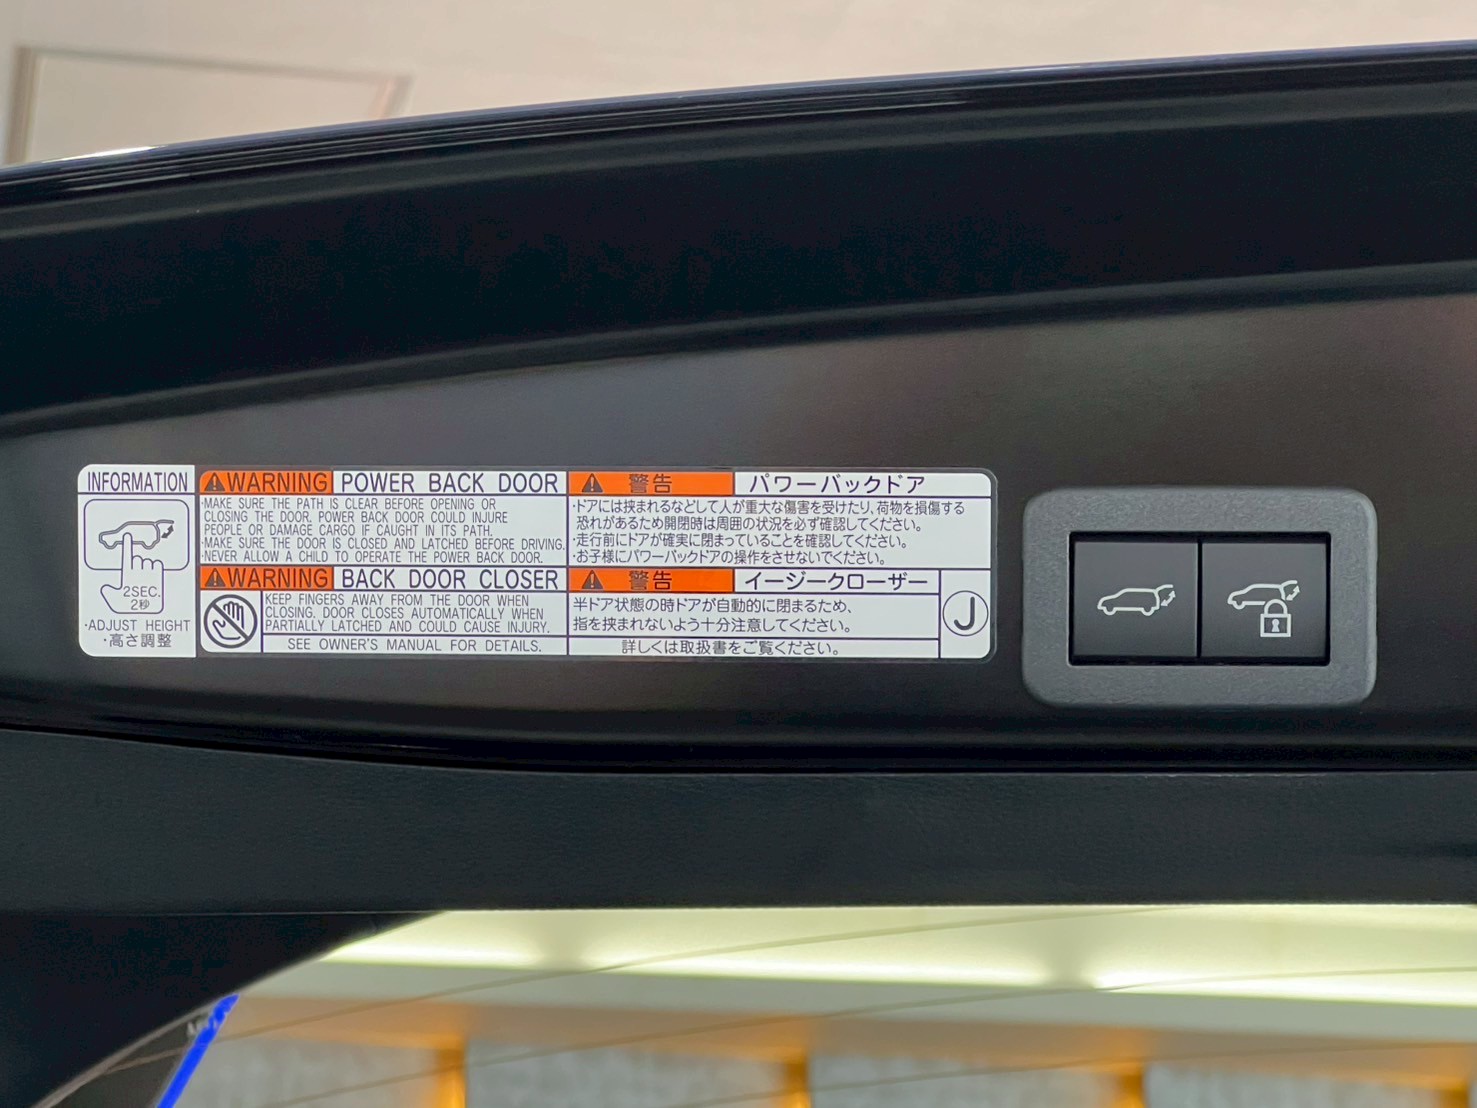 INFORMATION
2SEC.
2秒
·ADJUST HEIGHT
·高さ調整
WARNING POWER BACK DOOR
·MAKE SURE THE PATH IS CLEAR BEFORE OPENING OR
CLOSING THE DOOR. POWER BACK DOOR COULD INJURE
PEOPLE OR DAMAGE CARGO IF CAUGHT IN ITS PATH.
·MAKE SURE THE DOOR IS CLOSED AND LATCHED BEFORE DRIVING.
·NEVER ALLOW A CHILD TO OPERATE THE POWER BACK DOOR.
WARNING BACK DOOR CLOSER
KEEP FINGERS AWAY FROM THE DOOR WHEN
CLOSING. DOOR CLOSES AUTOMATICALLY WHEN
PARTIALLY LATCHED AND COULD CAUSE INJURY.
SEE OWNER'S MANUAL FOR DETAILS.
警告 パワーバックドア
·ドアには挟まれるなどして人が重大な傷害を受けたり、荷物を損傷する
恐れがあるため開閉時は周囲の状況を必ず確認してください。
·走行前にドアが確実に閉まっていることを確認してください。
·お子様にパワーバックドアの操作をさせないでください。
警告 イージークローザー
半ドア状態の時ドアが自動的に閉まるため、
指を挟まれないよう十分注意してください。
詳しくは取扱書をご覧ください。
J